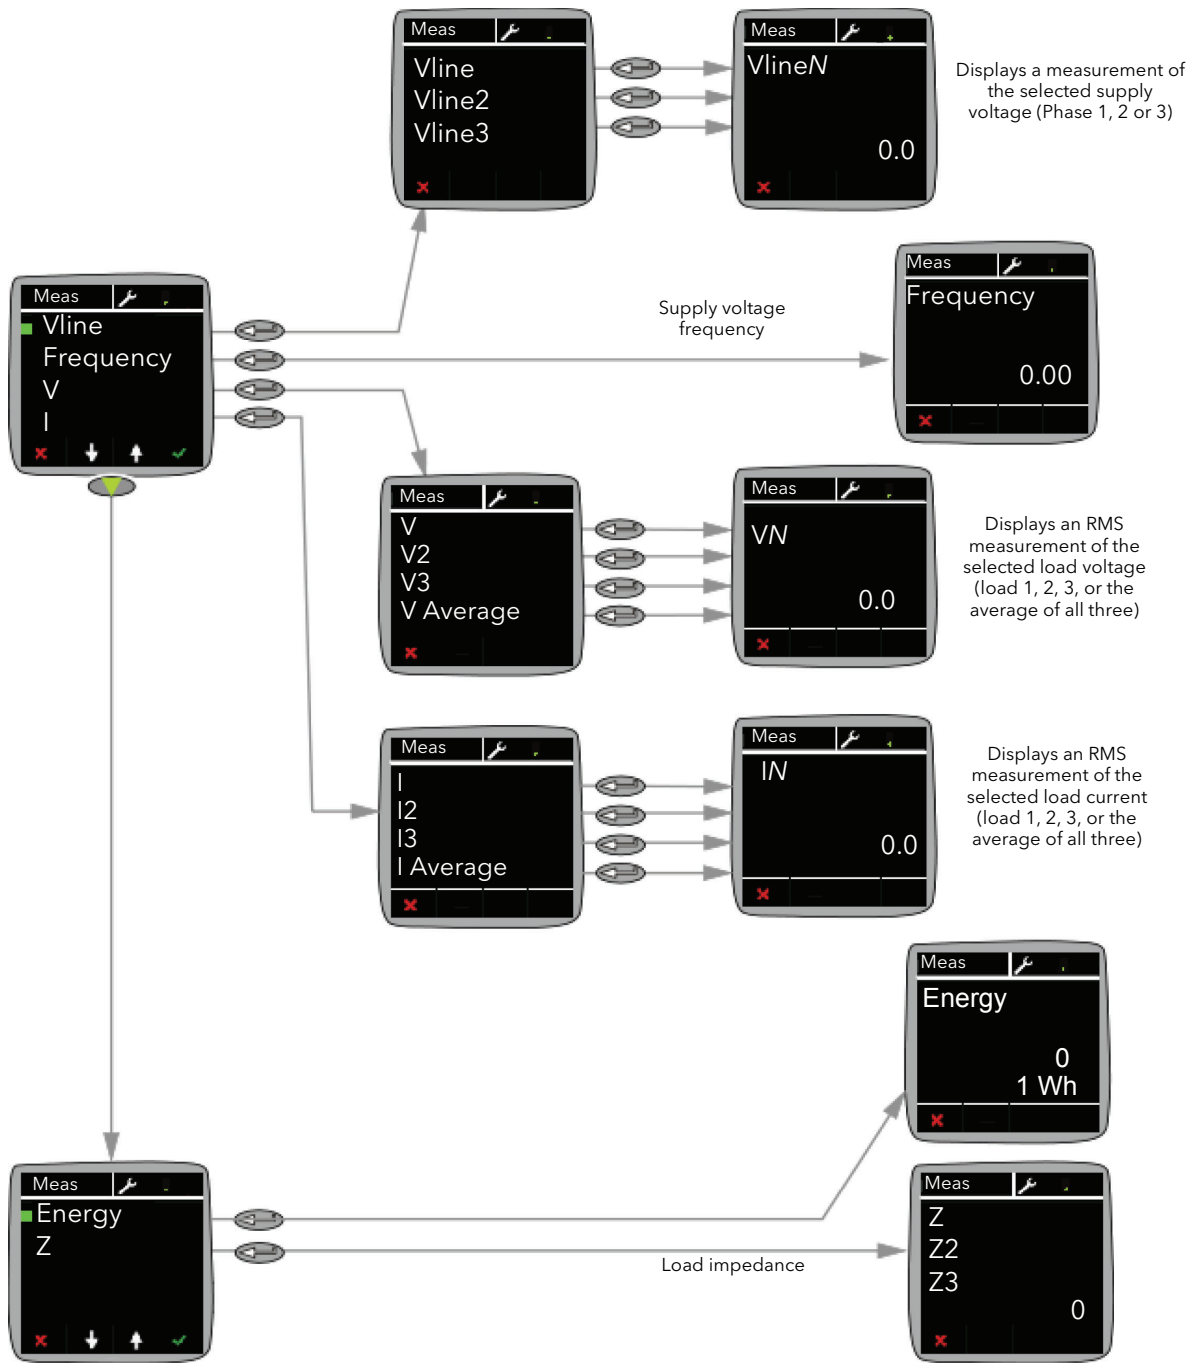 Meas
Vline
Vline2
Vline3
Meas
VlineN
0.0
Displays a measurement of
the selected supply
voltage (Phase 1, 2 or 3)
Meas
Vline
Frequency
V
I
Supply voltage
frequency
Meas
Frequency
0.00
Meas
V
V2
V3
V Average
Meas
VN
0.0
Displays an RMS
measurement of the
selected load voltage
(load 1, 2, 3, or the
average of all three)
Meas
I
I2
I3
I Average
Meas
IN
0.0
Displays an RMS
measurement of the
selected load current
(load 1, 2, 3, or the
average of all three)
Meas
Energy
0
1 Wh
Meas
Energy
Z
Load impedance
Meas
Z
Z2
Z3
0